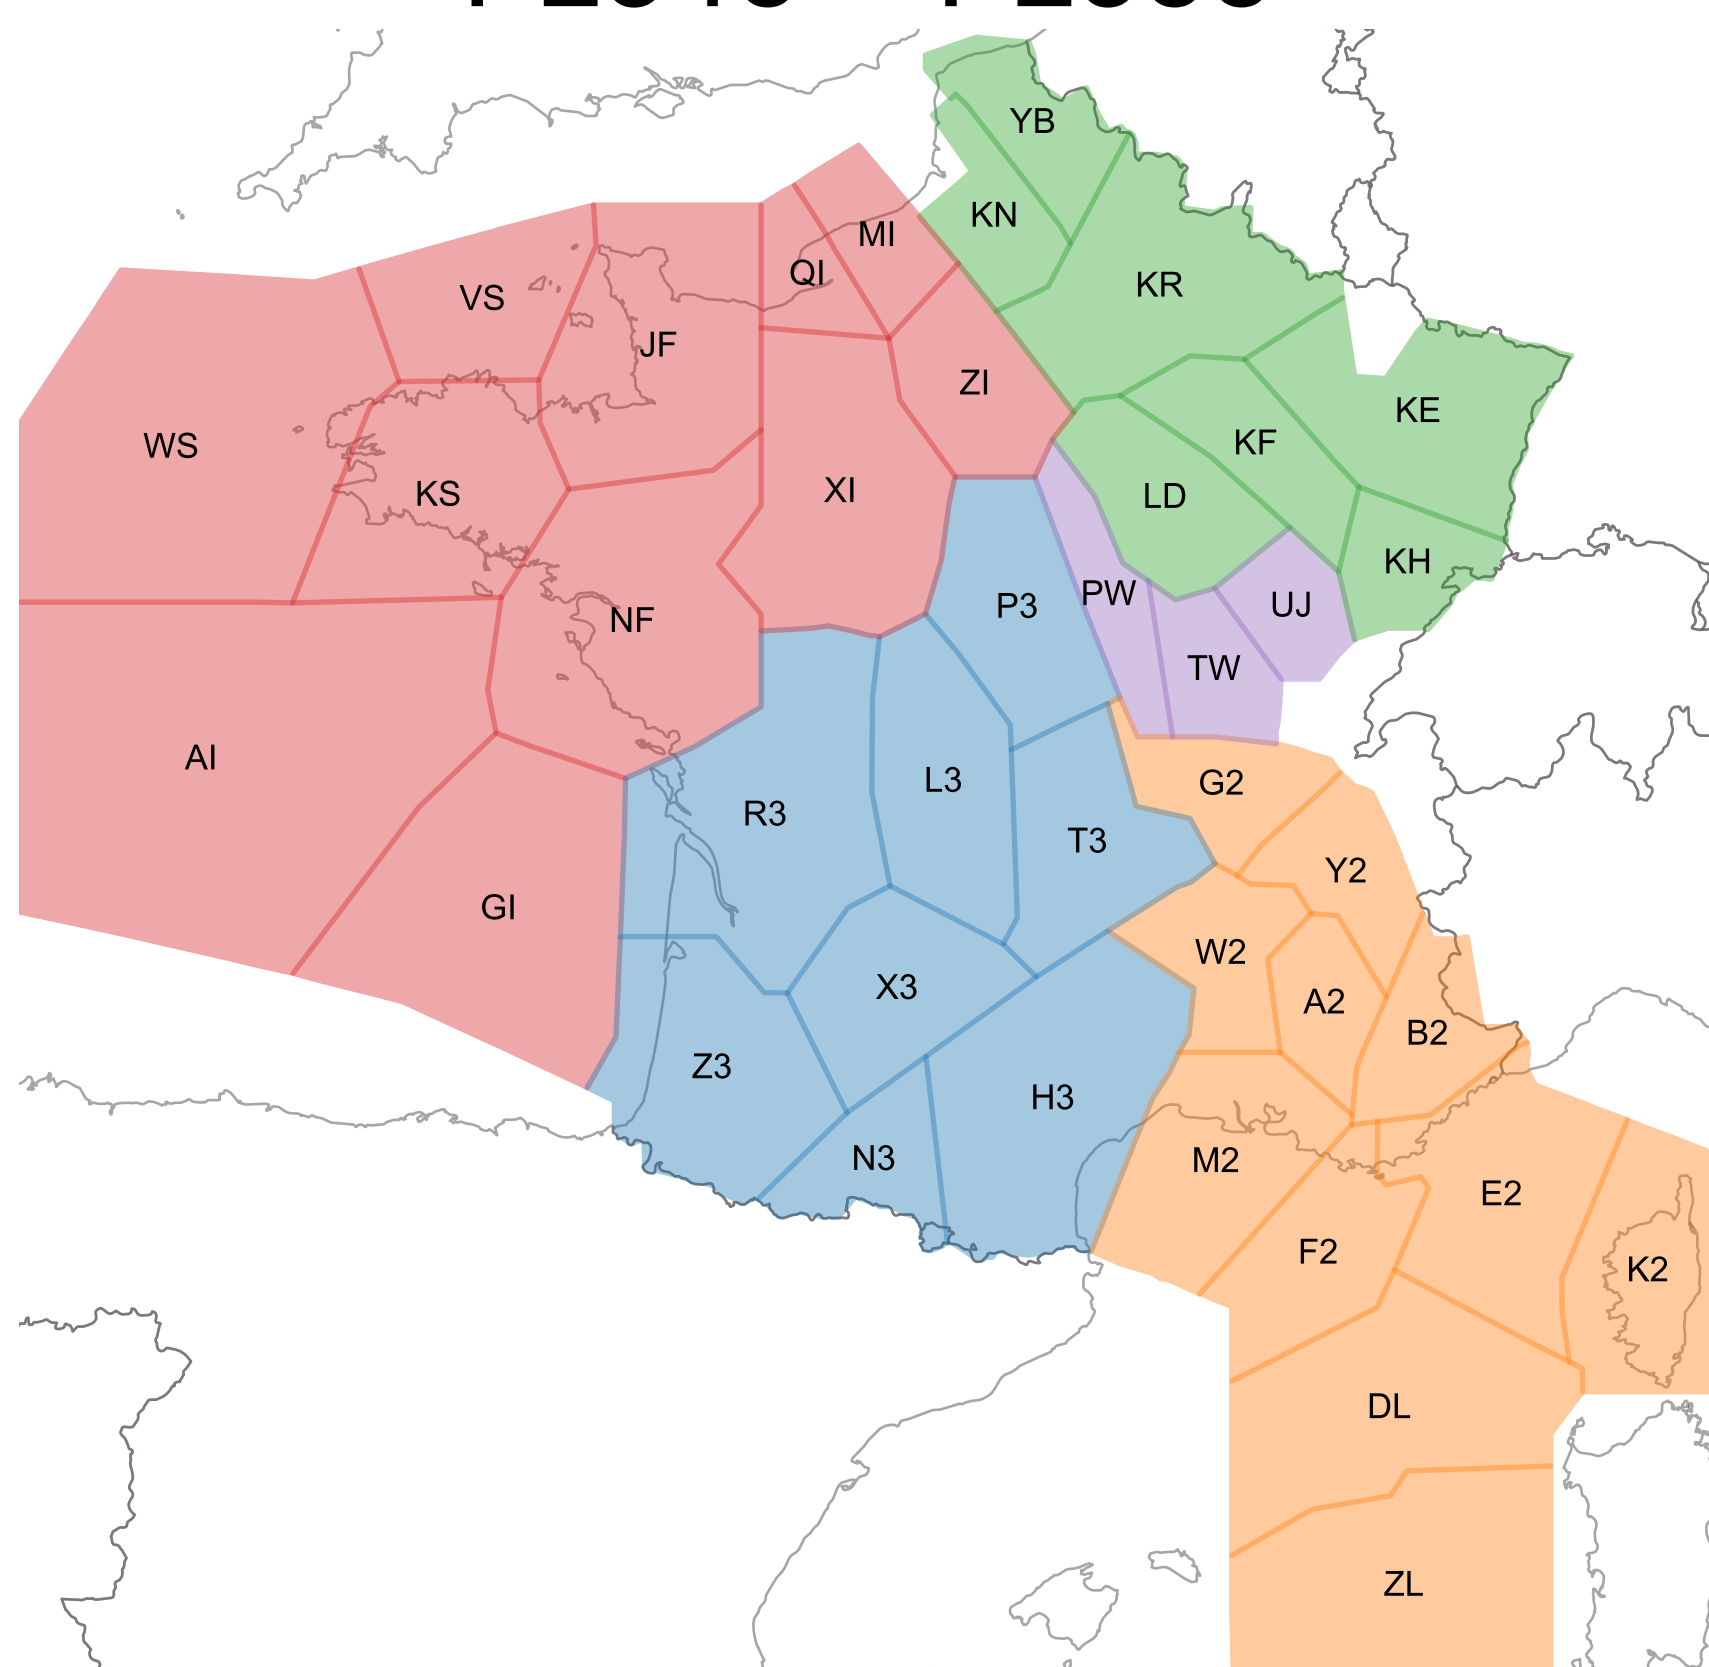 YB
KN
MI
QI
KR
VS
JF
ZI
KE
WS
KF
KS
XI
LD
KH
PW
P3
UJ
NF
TW
AI
L3
G2
R3
T3
Y2
GI
W2
X3
A2
B2
Z3
H3
N3
M2
E2
F2
K2
DL
ZL